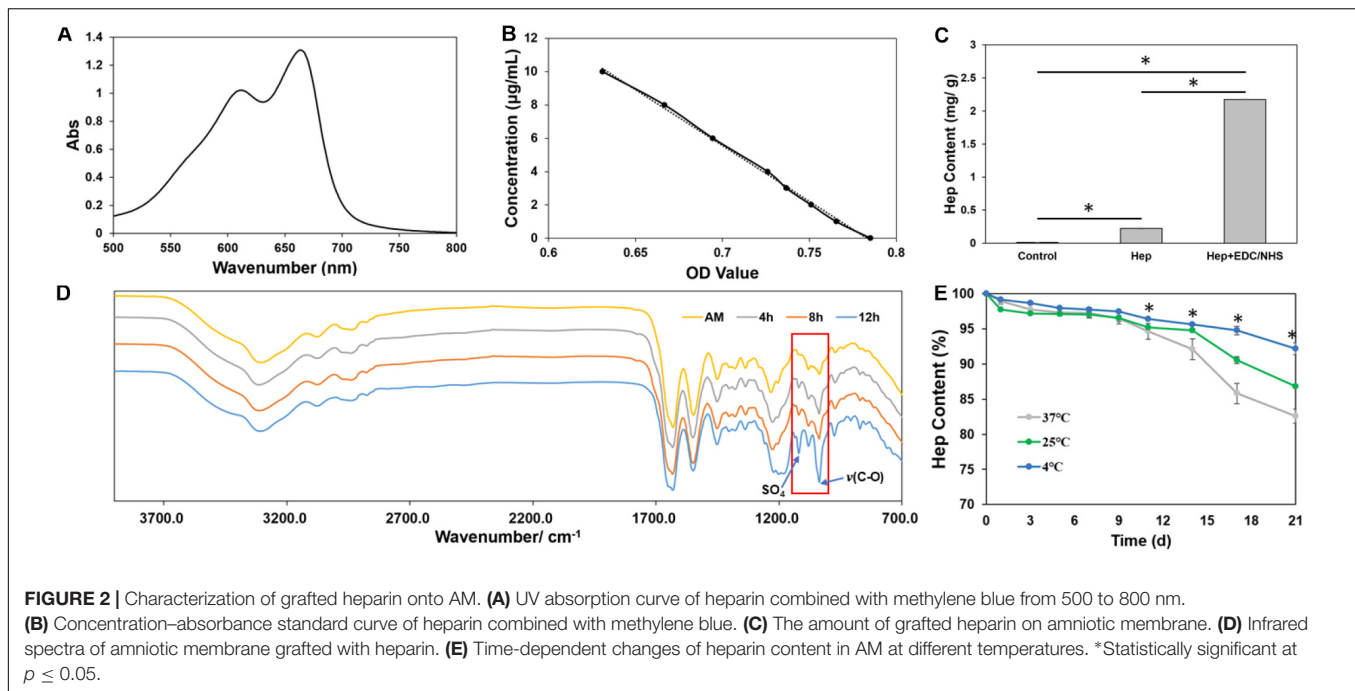 A
1.4
1.2
1
0.8
0.6
0.4
0.2
0
Abs
500 550 600 650 700 750 800
Wavenumber (nm)
B
12
10
8
6
4
2
0
Concentration (µg/mL)
0.6 0.65 0.7 0.75 0.8
OD Value
C
3
2.5
2
1.5
1
0.5
0
Hep Content (mg/ g)
*
*
*
Control Hep Hep+EDC/NHS
D
AM 4h 8h 12h
SO4
ν(C-O)
3700.0 3200.0 2700.0 2200.0 1700.0 1200.0 700.0
Wavenumber/ cm-1
E
100
95
90
85
80
75
70
Hep Content (%)
* * * *
37℃
25℃
4℃
0 3 6 9 12 15 18 21
Time (d)
FIGURE 2 | Characterization of grafted heparin onto AM. (A) UV absorption curve of heparin combined with methylene blue from 500 to 800 nm.
(B) Concentration–absorbance standard curve of heparin combined with methylene blue. (C) The amount of grafted heparin on amniotic membrane. (D) Infrared
spectra of amniotic membrane grafted with heparin. (E) Time-dependent changes of heparin content in AM at different temperatures. *Statistically significant at
p ≤ 0.05.